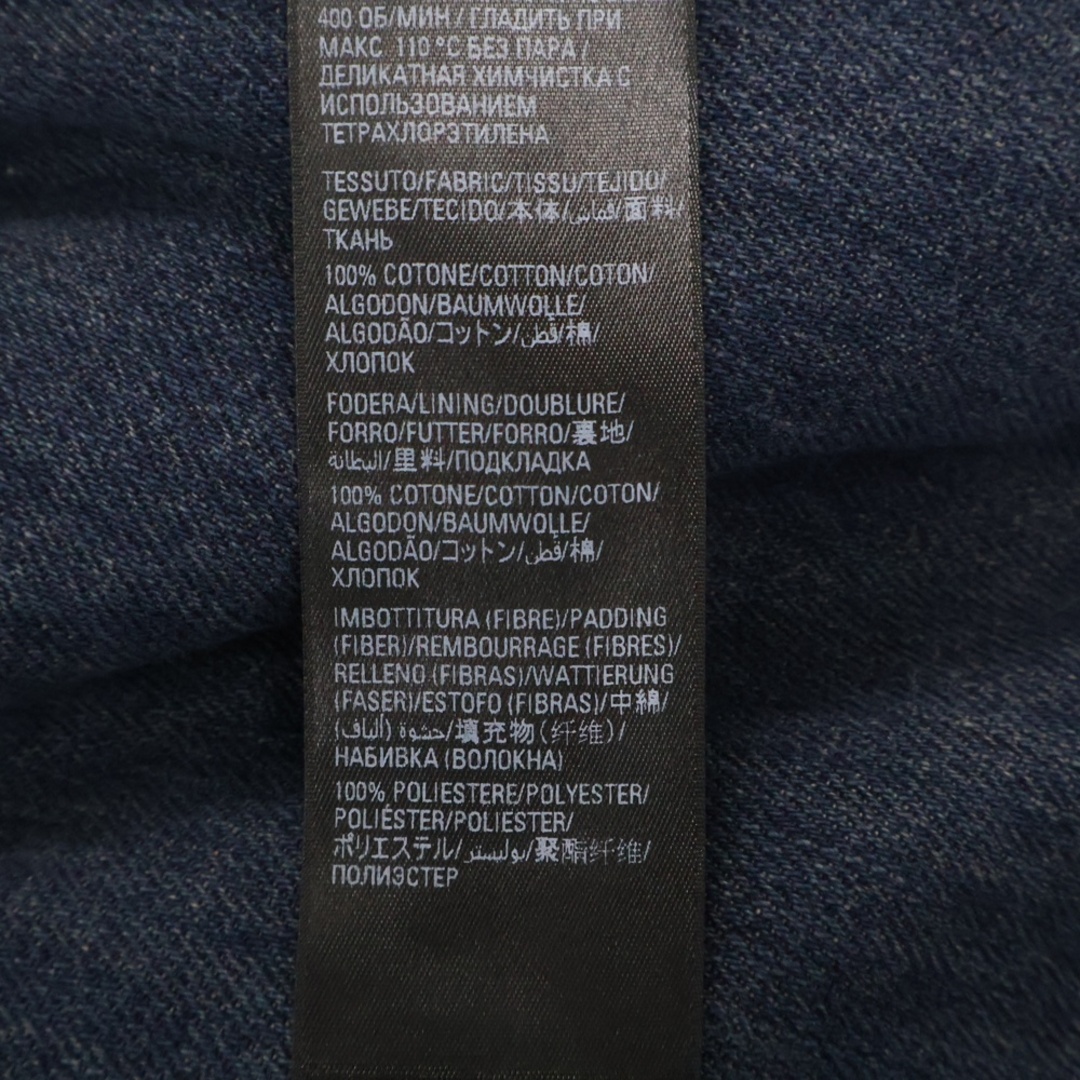 400 ОБ/МИН / ГЛАДИТЬ ПРИ
МАКС 110 °C БЕЗ ПАРА /
ДЕЛИКАТНАЯ ХИМЧИСТКА С
ИСПОЛЬЗОВАНИЕМ
ТЕТРАХЛОРЭТИЛЕНА
TESSUTO/FABRIC/TISSU/TEJIDO/
GEWEBE/TECIDO/本体/قماش/面料/
ТКАНЬ
100% COTONE/COTTON/COTON/
ALGODON/BAUMWOLLE/
ALGODÃO/コットン/قطن/棉/
ХЛОПОК
FODERA/LINING/DOUBLURE/
FORRO/FUTTER/FORRO/裏地/
البطانة/里料/ПОДКЛАДКА
100% COTONE/COTTON/COTON/
ALGODON/BAUMWOLLE/
ALGODÃO/コットン/قطن/棉/
ХЛОПОК
IMBOTTITURA (FIBRE)/PADDING
(FIBER)/REMBOURRAGE (FIBRES)/
RELLENO (FIBRAS)/WATTIERUNG
(FASER)/ESTOFO (FIBRAS)/中綿/
حشوة (ألياف)/填充物(纤维)/
НАБИВКА (ВОЛОКНА)
100% POLIESTERE/POLYESTER/
POLIÉSTER/POLIESTER/
ポリエステル/بوليستر/聚酯纤维/
ПОЛИЭСТЕР